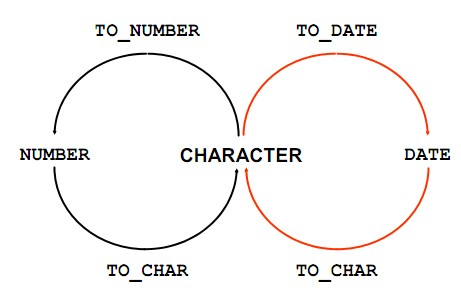 TO_NUMBER TO_DATE
NUMBER CHARACTER DATE
TO_CHAR TO_CHAR